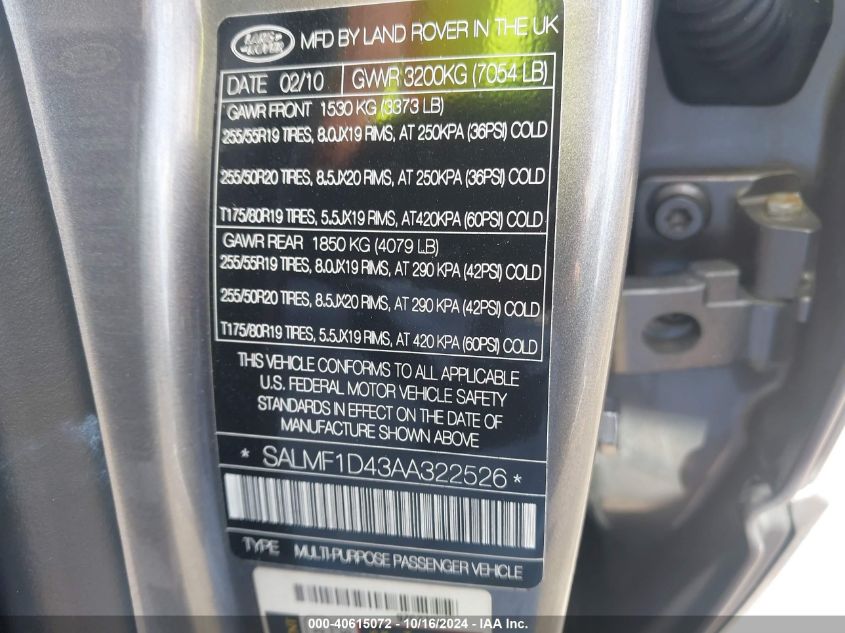 LAND ROVER
MFD BY LAND ROVER IN THE UK
DATE 02/10 GVWR 3200KG (7054 LB)
GAWR FRONT 1530 KG (3373 LB)
255/55R19 TIRES, 8.0JX19 RIMS, AT 250KPA (36PSI) COLD
255/50R20 TIRES, 8.5JX20 RIMS, AT 250KPA (36PSI) COLD
T175/80R19 TIRES, 5.5JX19 RIMS, AT420KPA (60PSI) COLD
GAWR REAR 1850 KG (4079 LB)
255/55R19 TIRES, 8.0JX19 RIMS, AT 290 KPA (42PSI) COLD
255/50R20 TIRES, 8.5JX20 RIMS, AT 290 KPA (42PSI) COLD
T175/80R19 TIRES, 5.5JX19 RIMS, AT 420 KPA (60PSI) COLD
THIS VEHICLE CONFORMS TO ALL APPLICABLE
U.S. FEDERAL MOTOR VEHICLE SAFETY
STANDARDS IN EFFECT ON THE DATE OF
MANUFACTURE SHOWN ABOVE
* SALMF1D43AA322526 *
TYPE MULTI-PURPOSE PASSENGER VEHICLE
000-40615072 - 10/16/2024 - IAAI.com